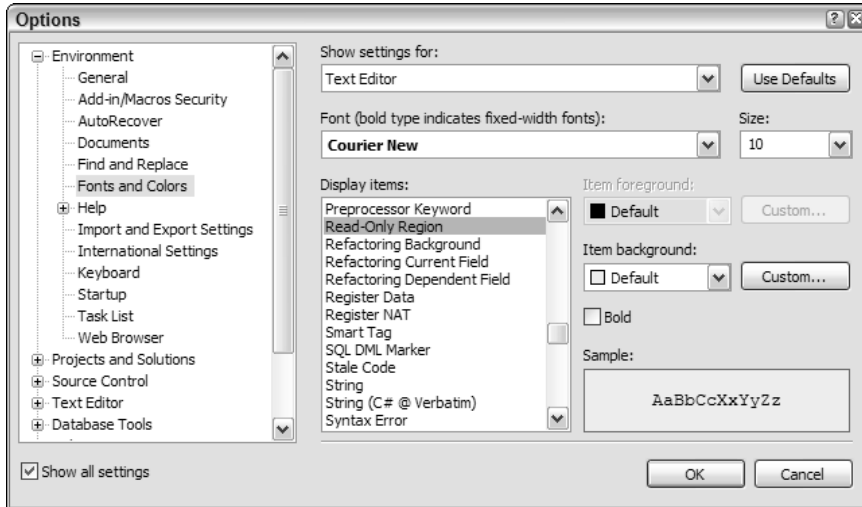 Options
Environment
General
Add-in/Macros Security
AutoRecover
Documents
Find and Replace
Fonts and Colors
Help
Import and Export Settings
International Settings
Keyboard
Startup
Task List
Web Browser
Projects and Solutions
Source Control
Text Editor
Database Tools
Show all settings
Show settings for:
Text Editor
Use Defaults
Font (bold type indicates fixed-width fonts):
Size:
Courier New
10
Display items:
Preprocessor Keyword
Read-Only Region
Refactoring Background
Refactoring Current Field
Refactoring Dependent Field
Register Data
Register NAT
Smart Tag
SQL DML Marker
Stale Code
String
String (C# @ Verbatim)
Syntax Error
Item foreground:
Default
Custom...
Item background:
Default
Custom...
Bold
Sample:
AaBbCcXxYyZz
OK
Cancel